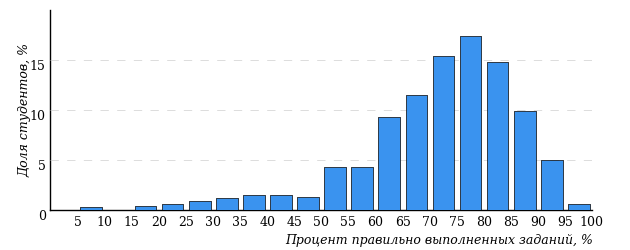 Доля студентов, %
15
10
5
0
5 10 15 20 25 30 35 40 45 50 55 60 65 70 75 80 85 90 95 100
Процент правильно выполненных заданий, %